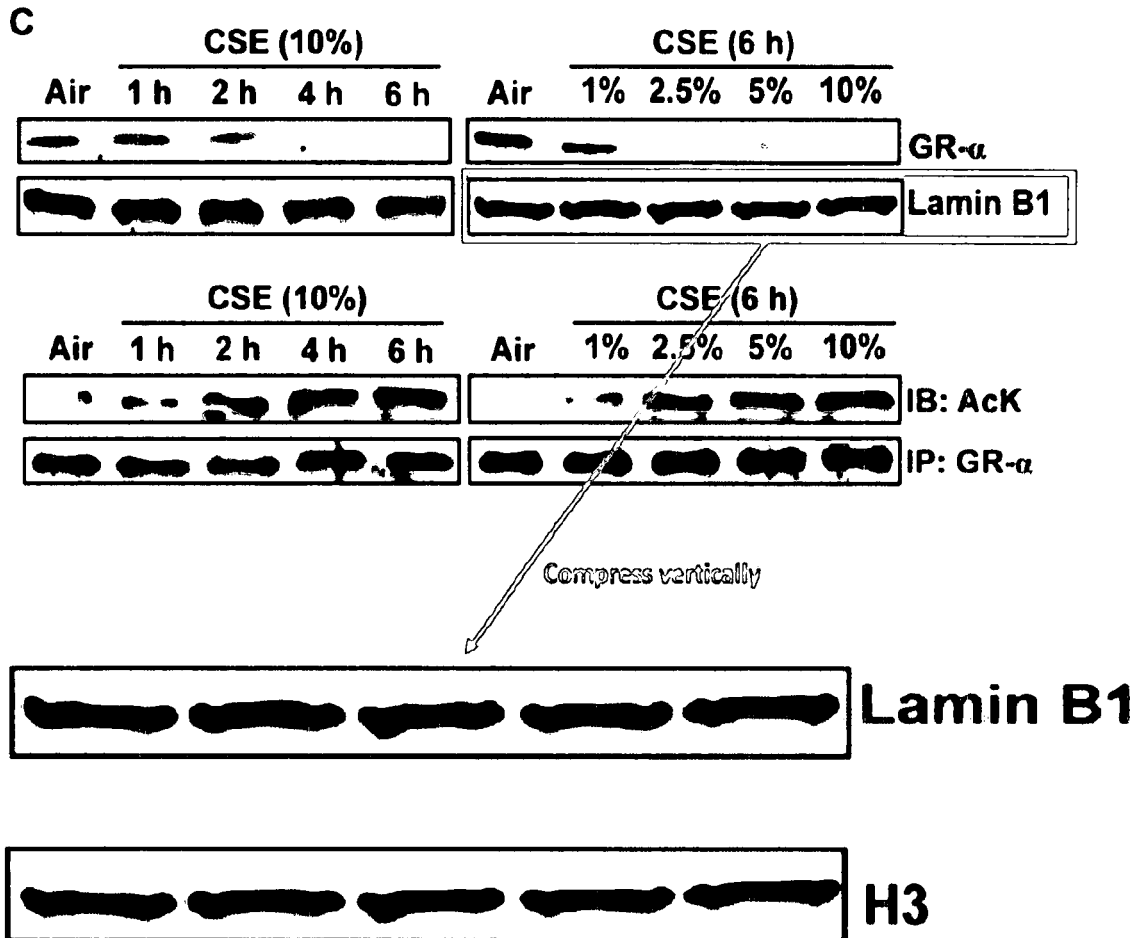 C
CSE (10%) CSE (6 h)
Air 1 h 2 h 4 h 6 h Air 1% 2.5% 5% 10%
GR-α
Lamin B1
CSE (10%) CSE (6 h)
Air 1 h 2 h 4 h 6 h Air 1% 2.5% 5% 10%
IB: AcK
IP: GR-α
Compress vertically
Lamin B1
H3